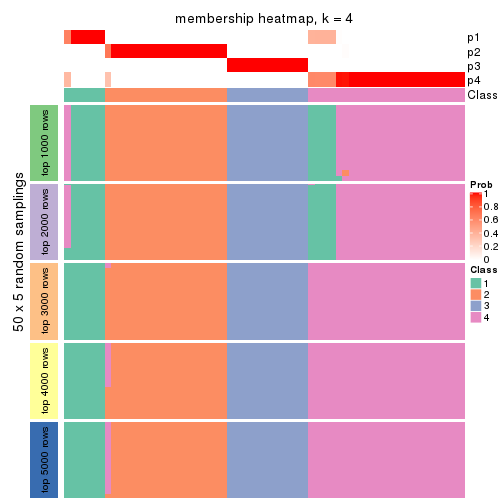 membership heatmap, k = 4
p1
p2
p3
p4
Class
50 x 5 random samplings
top 1000 rows
top 2000 rows
top 3000 rows
top 4000 rows
top 5000 rows
Prob
1
0.8
0.6
0.4
0.2
0
Class
1
2
3
4